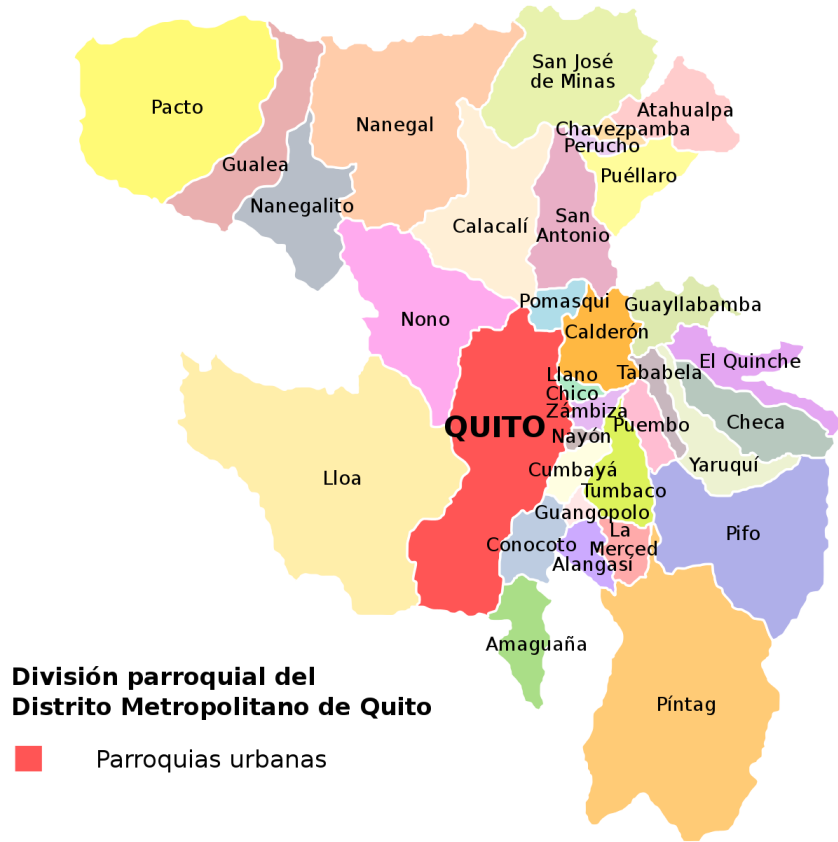 San José
de Minas
Pacto
Nanegal
Atahualpa
Chavezpamba
Perucho
Gualea
Puéllaro
Nanegalito
Calacalí
San
Antonio
Pomasqui
Guayllabamba
Nono
Calderón
El Quinche
Llano
Chico
Tababela
Zámbiza
Puembo
Checa
QUITO
Nayón
Yaruquí
Cumbayá
Lloa
Tumbaco
Guangopolo
La
Merced
Pifo
Conocoto
Alangasí
Amaguaña
Píntag
División parroquial del
Distrito Metropolitano de Quito
Parroquias urbanas